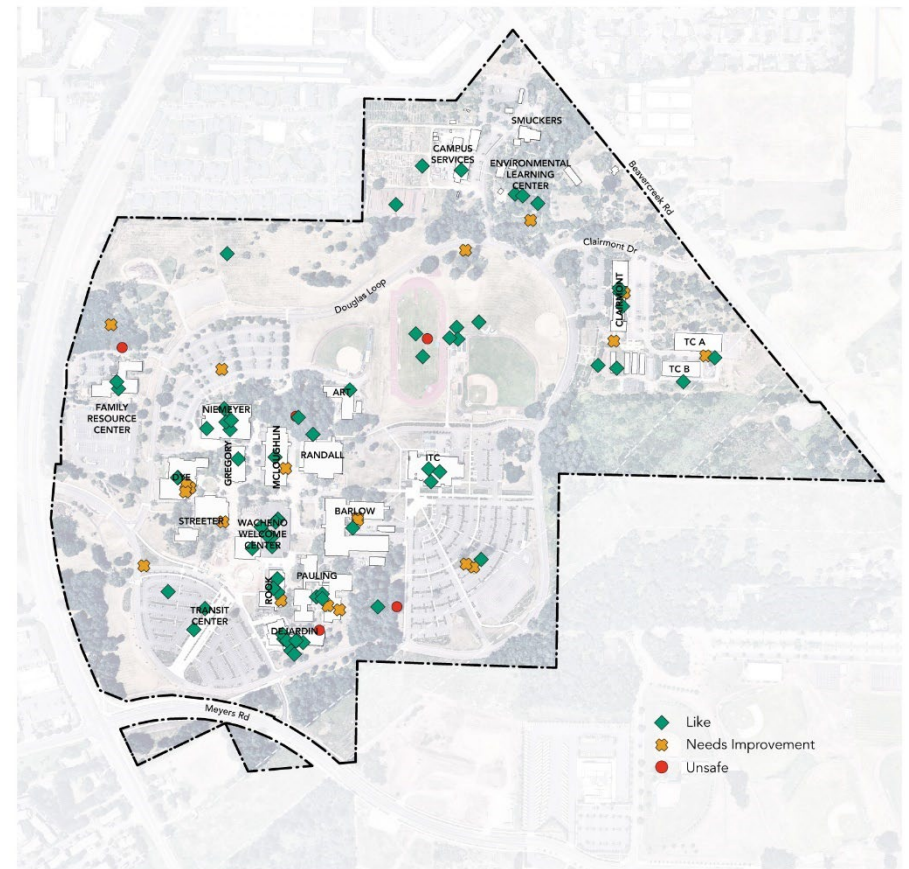 SMUCKERS
CAMPUS
SERVICES
ENVIRONMENTAL
LEARNING
CENTER
Beavercreek Rd
Clairmont Dr
CLAIRMONT
Douglas Loop
TC A
TC B
FAMILY
RESOURCE
CENTER
ART
NIEMEYER
GREGORY
MCLOUGHLIN
RANDALL
ITC
DYE
STREETER
WACHENO
WELCOME
CENTER
BARLOW
ROOK
PAULING
TRANSIT
CENTER
DEJARDIN
Meyers Rd
Like
Needs Improvement
Unsafe